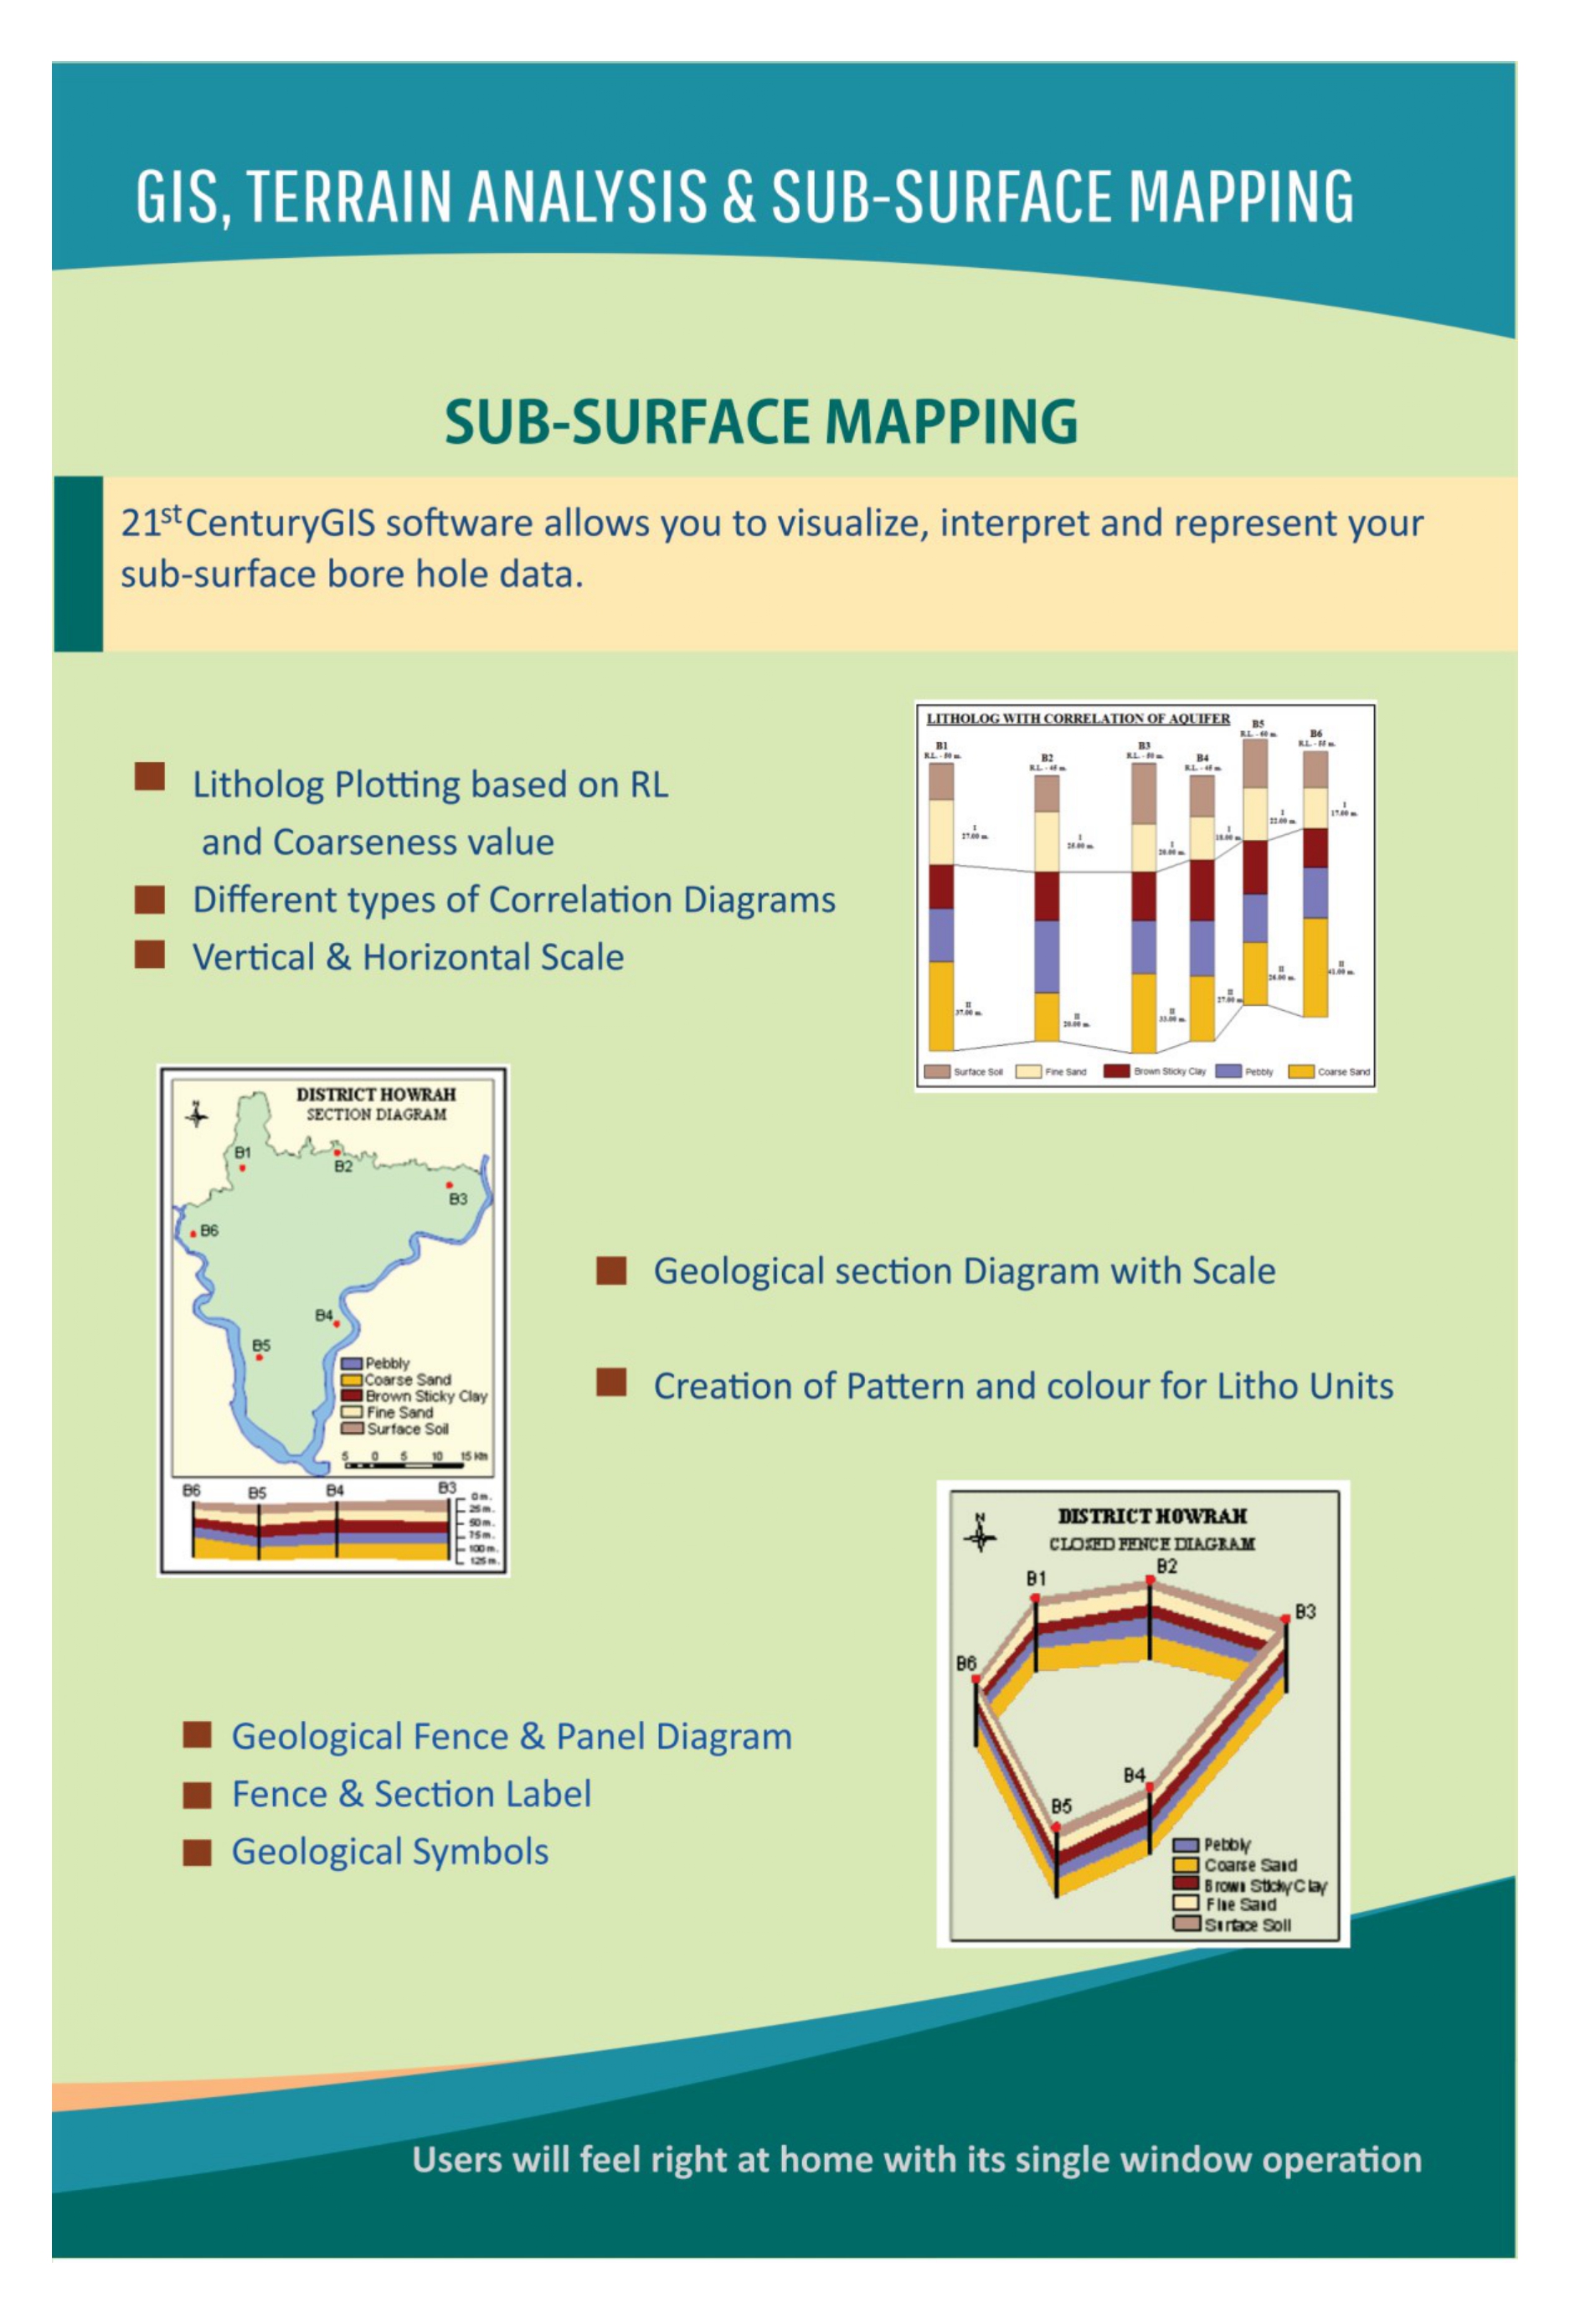 GIS, TERRAIN ANALYSIS & SUB-SURFACE MAPPING
SUB-SURFACE MAPPING
21st CenturyGIS software allows you to visualize, interpret and represent your
sub-surface bore hole data.
Litholog Plotting based on RL
and Coarseness value
Different types of Correlation Diagrams
Vertical & Horizontal Scale
LITHOLOG WITH CORRELATION OF AQUIFER
B1
R.L. - 50 m.
B2
R.L. - 45 m.
B3
R.L. - 50 m.
B4
R.L. - 45 m.
B5
R.L. - 60 m.
B6
R.L. - 55 m.
I
27.00 m.
I
25.00 m.
I
20.00 m.
I
18.00 m.
I
22.00 m.
I
17.00 m.
II
37.00 m.
II
20.00 m.
II
33.00 m.
II
27.00 m.
II
26.00 m.
II
41.00 m.
Surface Soil
Fine Sand
Brown Sticky Clay
Pebbly
Coarse Sand
DISTRICT HOWRAH
SECTION DIAGRAM
N
B1
B2
B3
B6
B4
B5
Pebbly
Coarse Sand
Brown Sticky Clay
Fine Sand
Surface Soil
5 0 5 10 15 Km
B6 B5 B4 B3
0 m.
25 m.
50 m.
75 m.
100 m.
125 m.
Geological section Diagram with Scale
Creation of Pattern and colour for Litho Units
DISTRICT HOWRAH
CLOSED FENCE DIAGRAM
N
B1
B2
B3
B6
B4
B5
Pebbly
Coarse Sand
Brown Sticky Clay
Fine Sand
Surface Soil
Geological Fence & Panel Diagram
Fence & Section Label
Geological Symbols
Users will feel right at home with its single window operation